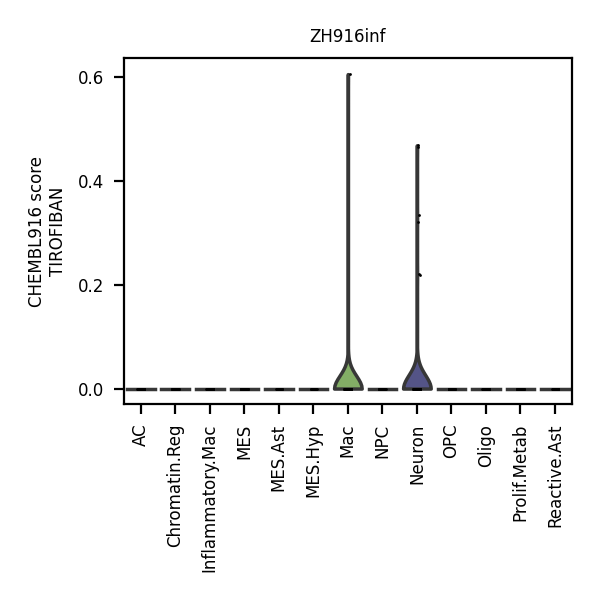 ZH916inf
CHEMBL916 score
TIROFIBAN
0.6
0.4
0.2
0.0
AC
Chromatin.Reg
Inflammatory.Mac
MES
MES.Ast
MES.Hyp
Mac
NPC
Neuron
OPC
Oligo
Prolif.Metab
Reactive.Ast